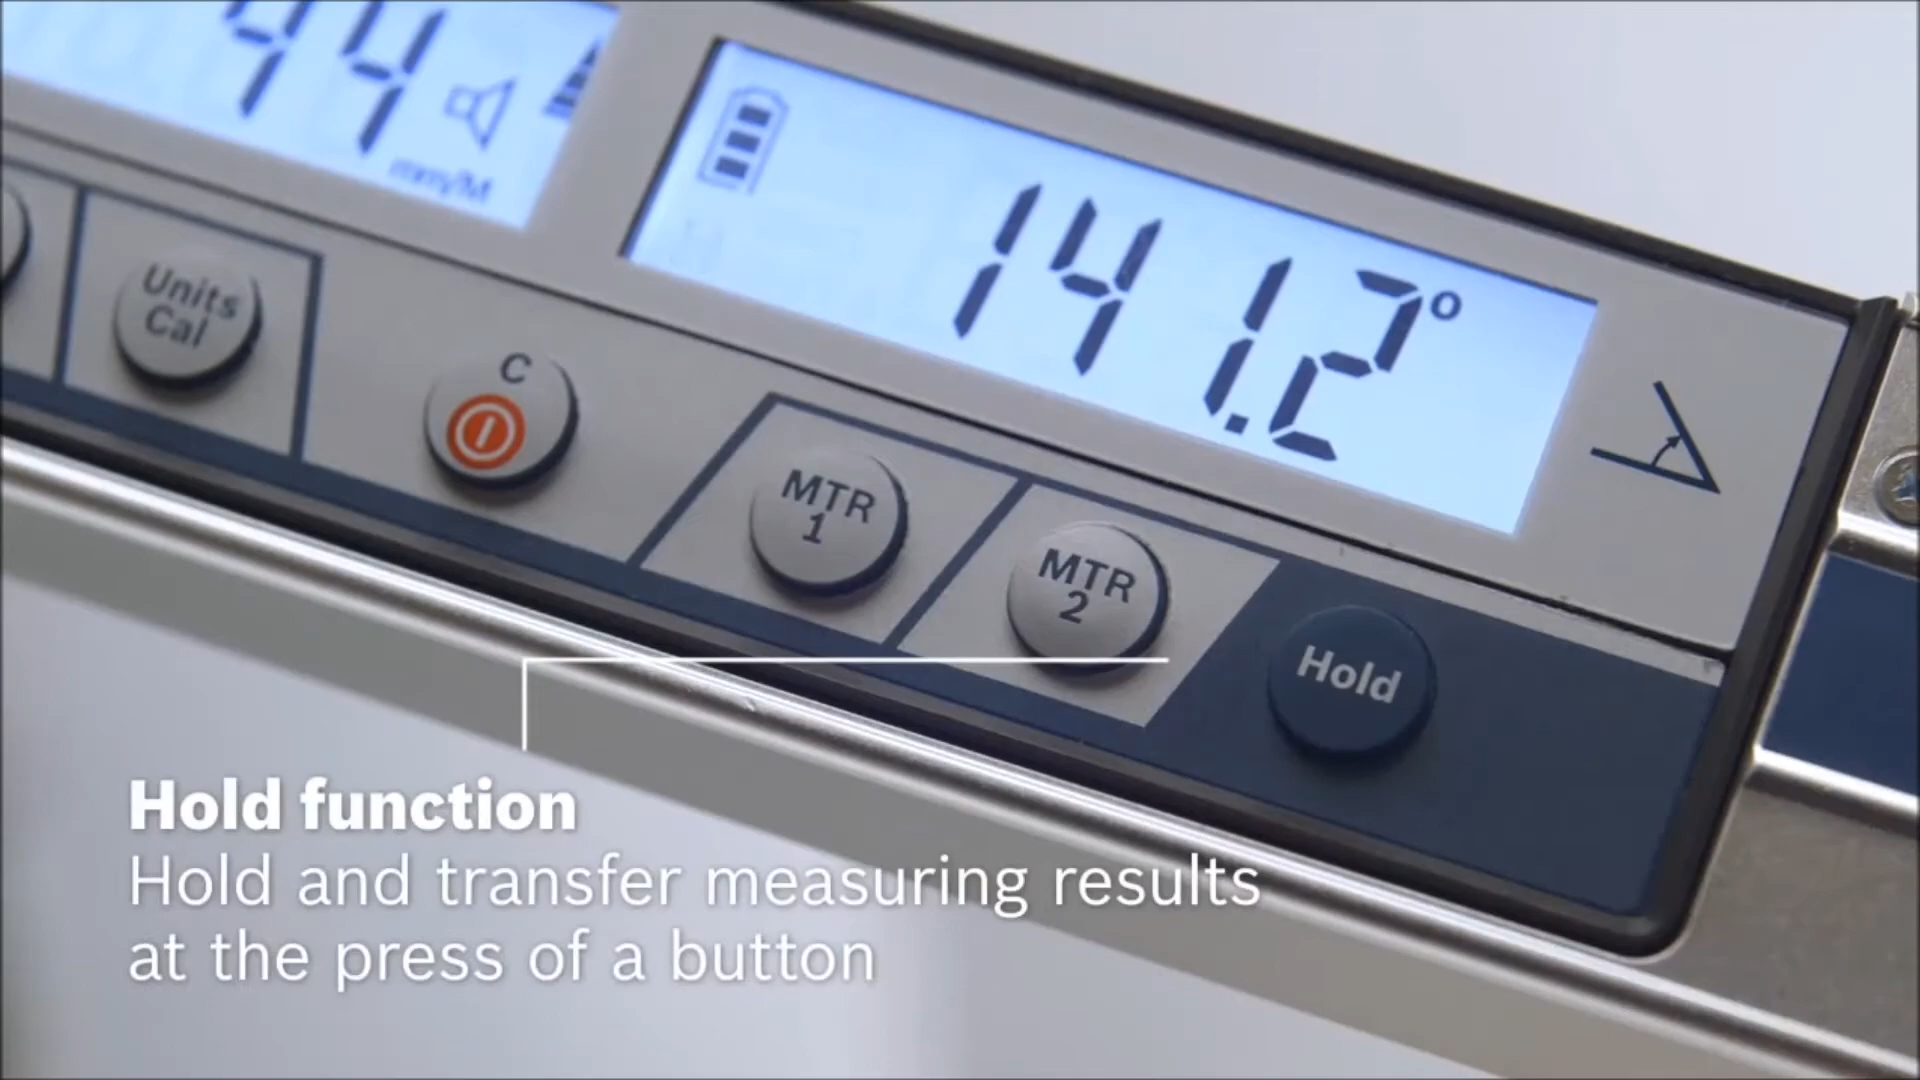 44
mm/M
141.2°
Units
Cal
C
MTR
1
MTR
2
Hold
Hold function
Hold and transfer measuring results
at the press of a button